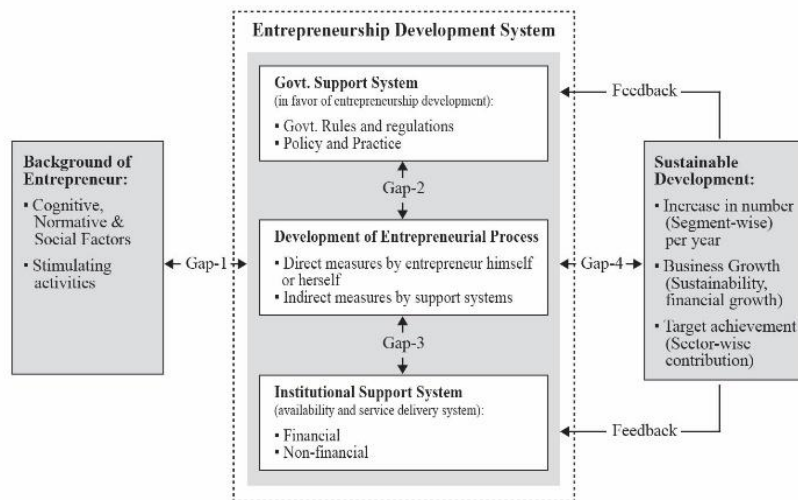 Entrepreneurship Development System
Govt. Support System
(in favor of entrepreneurship development):
▪ Govt. Rules and regulations
▪ Policy and Practice
Feedback
Background of
Entrepreneur:
▪ Cognitive,
Normative &
Social Factors
▪ Stimulating
activities
Gap-1
Gap-2
Development of Entrepreneurial Process
▪ Direct measures by entrepreneur himself
or herself
▪ Indirect measures by support systems
Gap-3
Institutional Support System
(availability and service delivery system):
▪ Financial
▪ Non-financial
Gap-4
Sustainable
Development:
▪ Increase in number
(Segment-wise)
per year
▪ Business Growth
(Sustainability,
financial growth)
▪ Target achievement
(Sector-wise
contribution)
Feedback